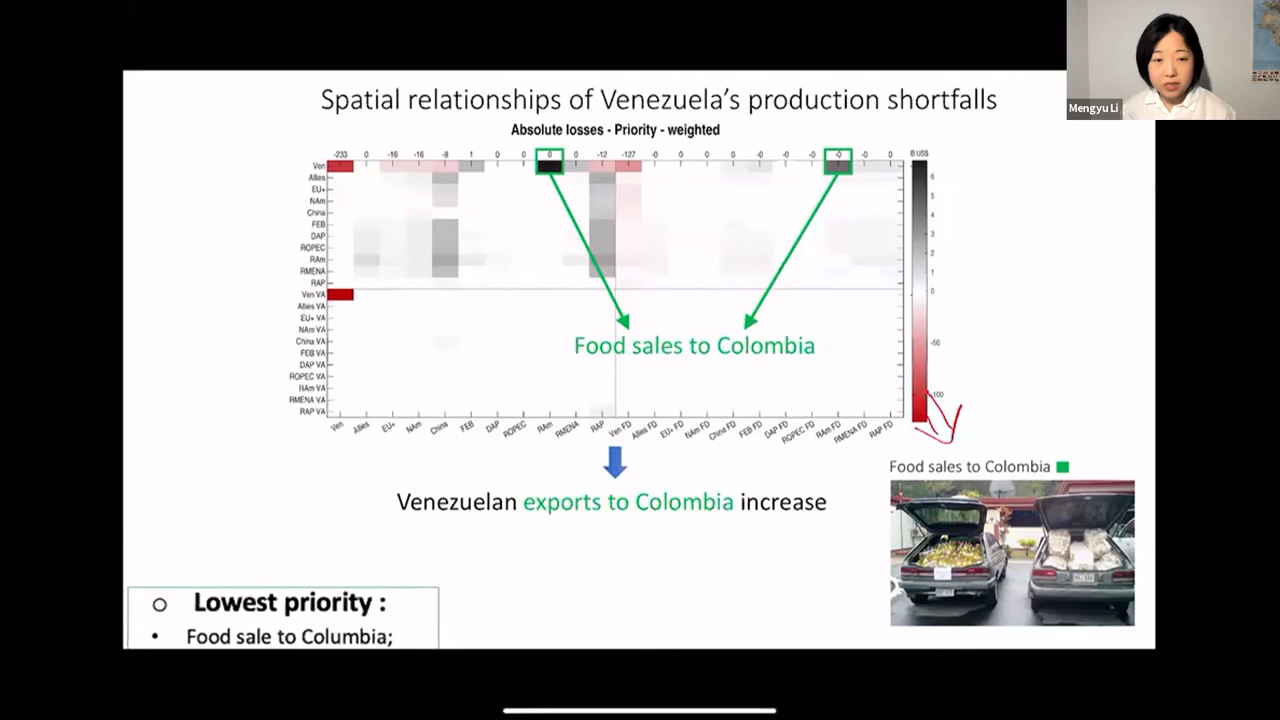 Mengyu Li
Spatial relationships of Venezuela's production shortfalls
Absolute losses - Priority - weighted
-233 0 -16 -16 -8 1 0 0 0 0 -12 -127 -0 -0 0 0 -0 -0 -0 -0 -0 0
B US$
Ven
Allies
EU+
NAm
China
FEB
DAP
ROPEC
RAm
RMENA
RAP
Ven VA
Allies VA
EU+ VA
NAm VA
China VA
FEB VA
DAP VA
ROPEC VA
RAm VA
RMENA VA
RAP VA
6
5
4
3
2
1
0
-50
-100
Food sales to Colombia
Ven Allies EU+ NAm China FEB DAP ROPEC RAm RMENA RAP Ven FD Allies FD EU+ FD NAm FD China FD FEB FD DAP FD ROPEC FD RAm FD RMENA FD RAP FD
Food sales to Colombia
Venezuelan exports to Colombia increase
Lowest priority :
• Food sale to Columbia;